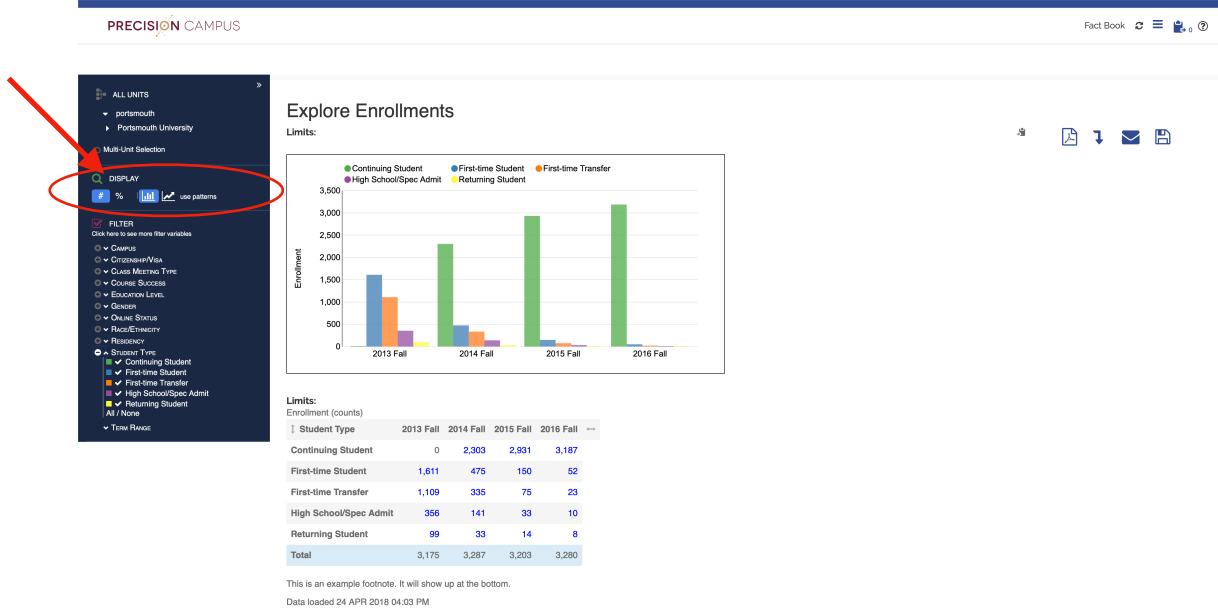 PRECISION CAMPUS
Fact Book
0
»
ALL UNITS
portsmouth
Portsmouth University
Multi-Unit Selection
DISPLAY
# % use patterns
FILTER
Click here to see more filter variables
Campus
Citizenship/Visa
Class Meeting Type
Course Success
Education Level
Gender
Online Status
Race/Ethnicity
Residency
Student Type
Continuing Student
First-time Student
First-time Transfer
High School/Spec Admit
Returning Student
All / None
Term Range
Explore Enrollments
Limits:
Continuing Student First-time Student First-time Transfer
High School/Spec Admit Returning Student
Enrollment
3,500
3,000
2,500
2,000
1,500
1,000
500
0
2013 Fall 2014 Fall 2015 Fall 2016 Fall
Limits:
Enrollment (counts)
Student Type 2013 Fall 2014 Fall 2015 Fall 2016 Fall
Continuing Student 0 2,303 2,931 3,187
First-time Student 1,611 475 150 52
First-time Transfer 1,109 335 75 23
High School/Spec Admit 356 141 33 10
Returning Student 99 33 14 8
Total 3,175 3,287 3,203 3,280
This is an example footnote. It will show up at the bottom.
Data loaded 24 APR 2018 04:03 PM